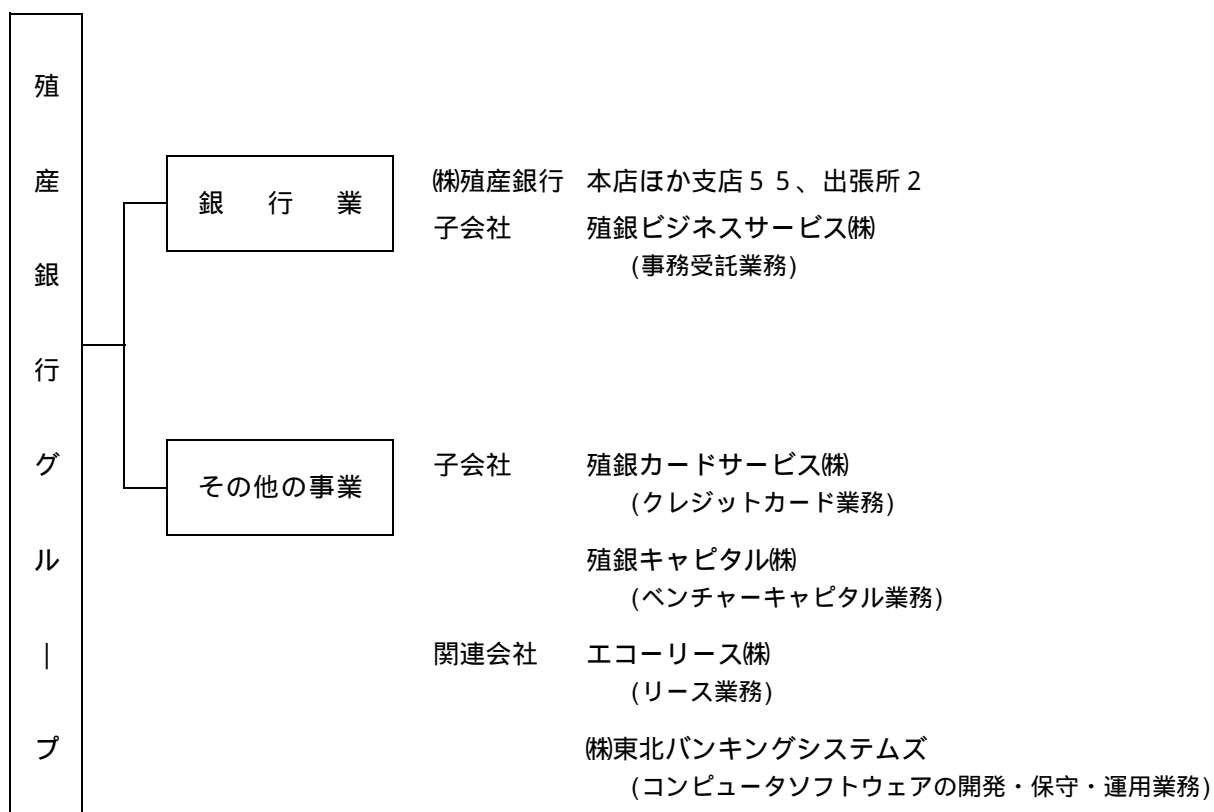 殖産銀行グループ
銀行業
㈱殖産銀行 本店ほか支店55、出張所2
子会社 殖銀ビジネスサービス㈱
(事務受託業務)
その他の事業
子会社 殖銀カードサービス㈱
(クレジットカード業務)
殖銀キャピタル㈱
(ベンチャーキャピタル業務)
関連会社 エコーリース㈱
(リース業務)
㈱東北バンキングシステムズ
(コンピュータソフトウェアの開発・保守・運用業務)